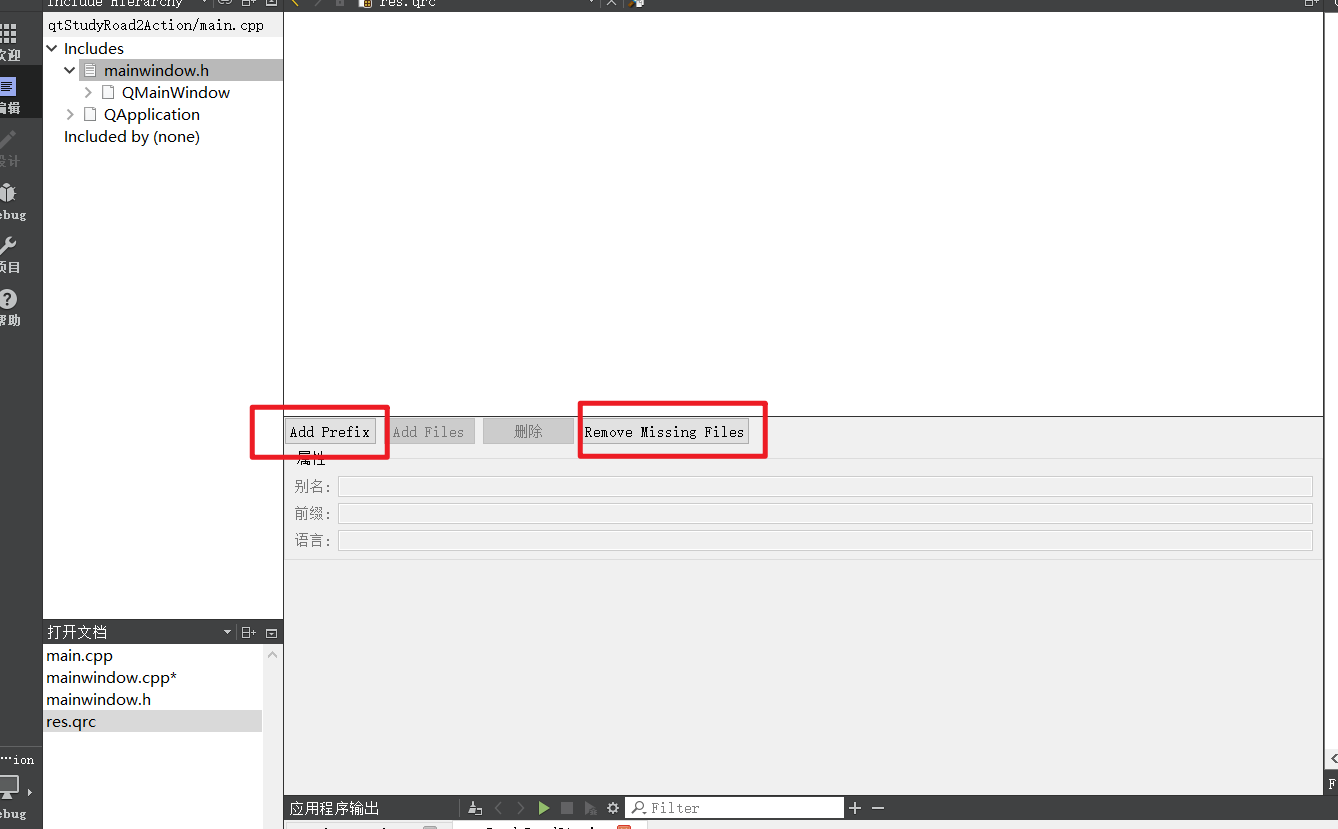 Include Hierarchy
res.qrc
qtStudyRoad2Action/main.cpp
Includes
mainwindow.h
QMainWindow
QApplication
Included by (none)
欢迎
编辑
设计
ebug
项目
帮助
Add Prefix
Add Files
删除
Remove Missing Files
属性
别名:
前缀:
语言:
打开文档
main.cpp
mainwindow.cpp*
mainwindow.h
res.qrc
···ion
ebug
应用程序输出
Filter
F